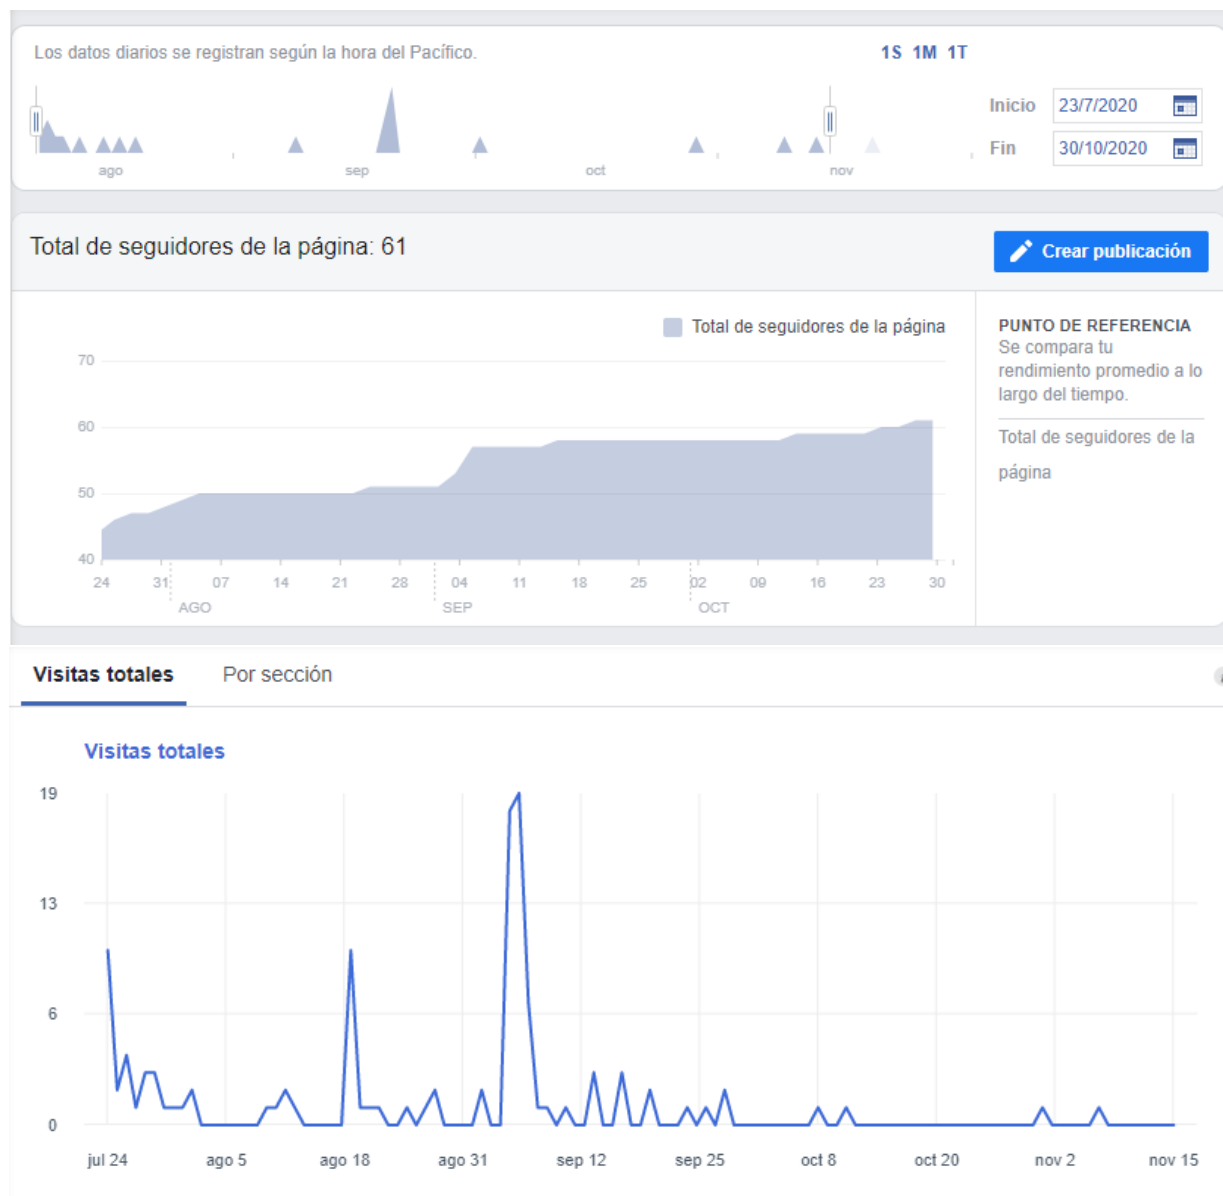 Los datos diarios se registran según la hora del Pacífico.
1S 1M 1T
Inicio 23/7/2020
Fin 30/10/2020
ago sep oct nov
Total de seguidores de la página: 61
Crear publicación
Total de seguidores de la página
70
60
50
40
24 31 07 14 21 28 04 11 18 25 02 09 16 23 30
AGO SEP OCT
PUNTO DE REFERENCIA
Se compara tu
rendimiento promedio a lo
largo del tiempo.
Total de seguidores de la
página
Visitas totales Por sección
Visitas totales
19
13
6
0
jul 24 ago 5 ago 18 ago 31 sep 12 sep 25 oct 8 oct 20 nov 2 nov 15